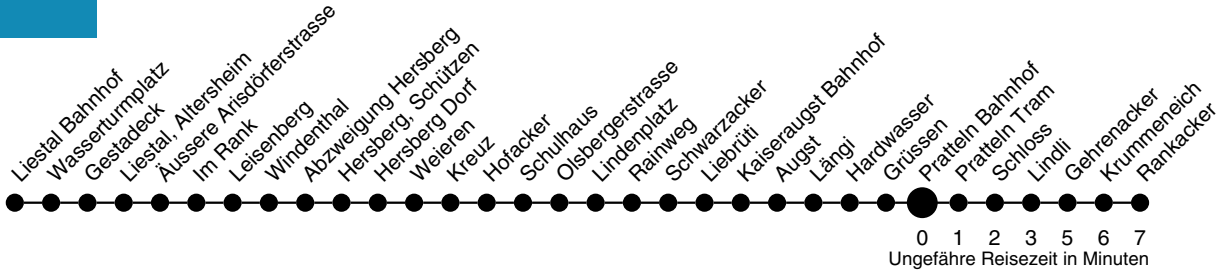 Liestal Bahnhof
Wasserturmplatz
Gestadeck
Liestal, Altersheim
Äussere Arisdörferstrasse
Im Rank
Leisenberg
Windenthal
Abzweigung Hersberg
Hersberg, Schützen
Hersberg Dorf
Weieren
Kreuz
Hofacker
Schulhaus
Olsbergerstrasse
Lindenplatz
Rainweg
Schwarzacker
Liebrüti
Kaiseraugst Bahnhof
Augst
Längi
Hardwasser
Grüssen
Pratteln Bahnhof
Pratteln Tram
Schloss
Lindli
Gehrenacker
Krummeneich
Rankacker
0 1 2 3 5 6 7
Ungefähre Reisezeit in Minuten